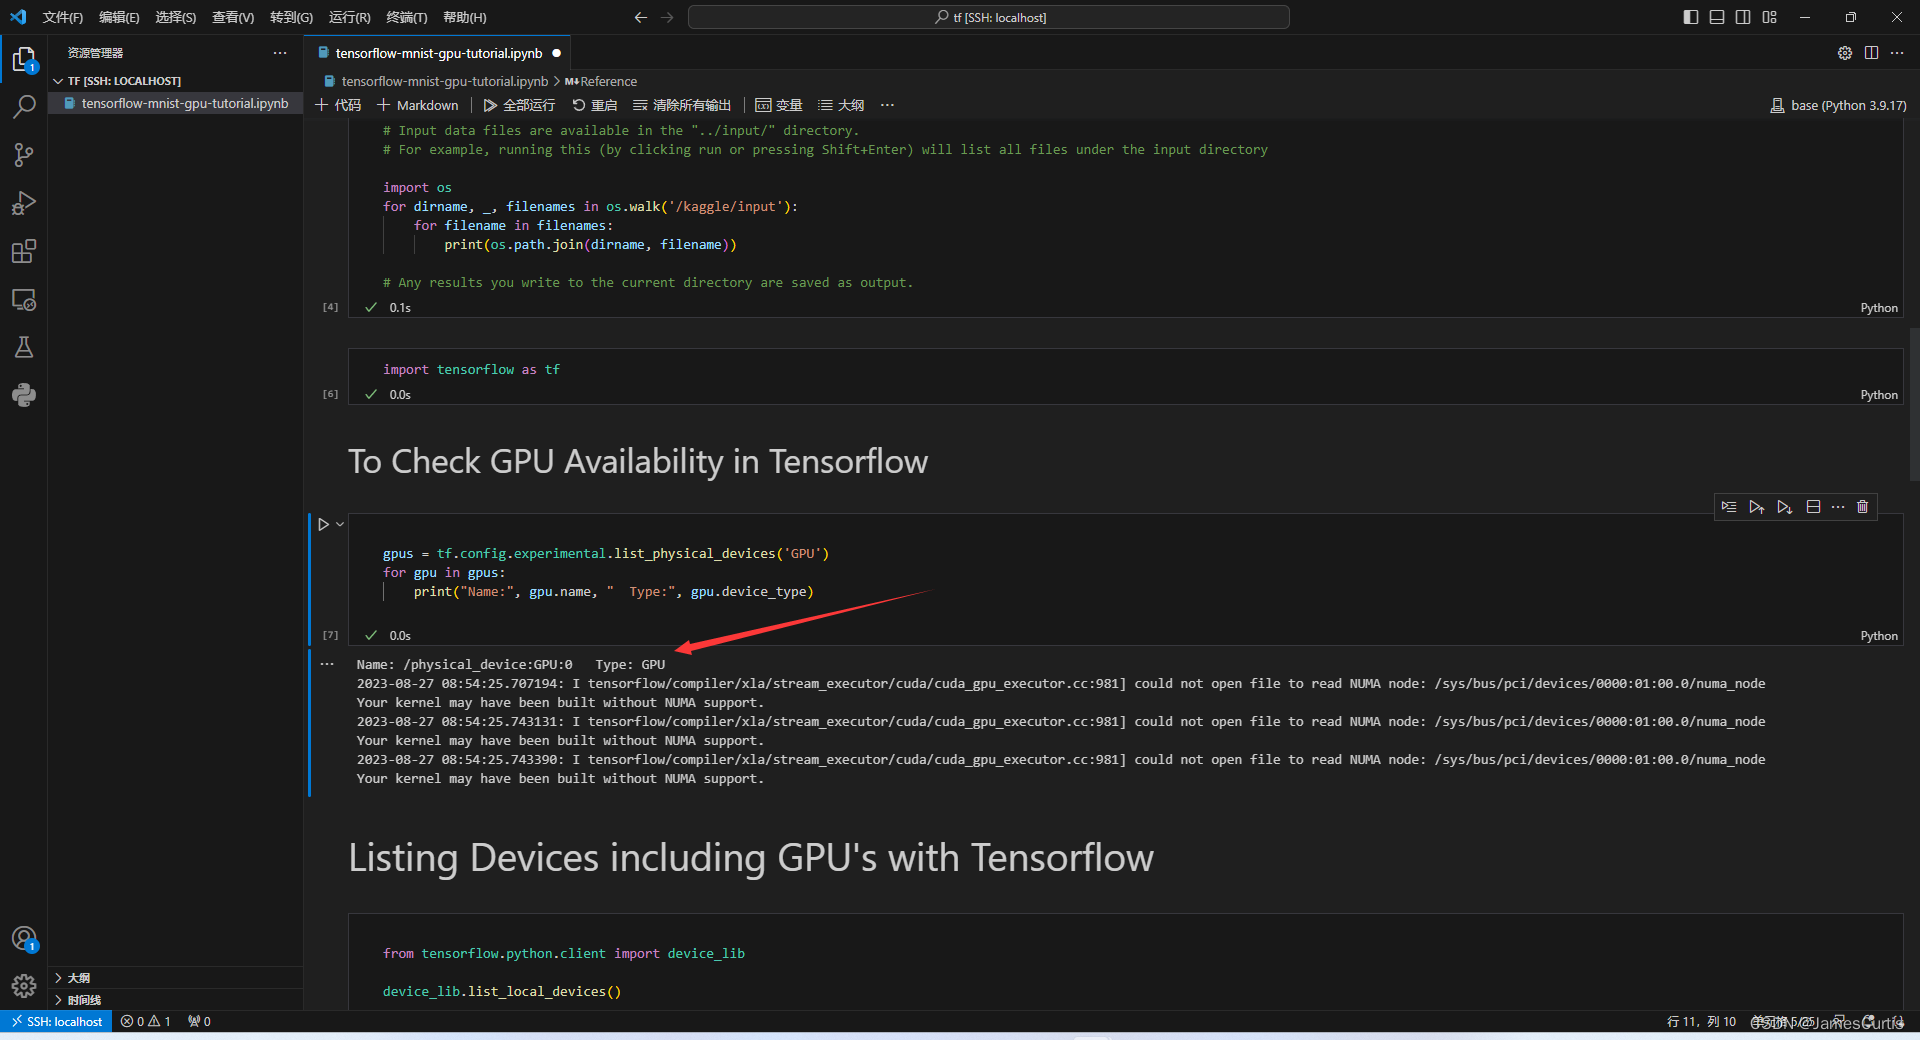 文件(F) 编辑(E) 选择(S) 查看(V) 转到(G) 运行(R) 终端(T) 帮助(H)
tf [SSH: localhost]
资源管理器
TF [SSH: LOCALHOST]
tensorflow-mnist-gpu-tutorial.ipynb
1
tensorflow-mnist-gpu-tutorial.ipynb
tensorflow-mnist-gpu-tutorial.ipynb > M↓Reference
代码 Markdown 全部运行 重启 清除所有输出 变量 大纲 ...
base (Python 3.9.17)
# Input data files are available in the "../input/" directory.
# For example, running this (by clicking run or pressing Shift+Enter) will list all files under the input directory
import os
for dirname, _, filenames in os.walk('/kaggle/input'):
for filename in filenames:
print(os.path.join(dirname, filename))
# Any results you write to the current directory are saved as output.
[4] 0.1s
Python
import tensorflow as tf
[6] 0.0s
Python
To Check GPU Availability in Tensorflow
gpus = tf.config.experimental.list_physical_devices('GPU')
for gpu in gpus:
print("Name:", gpu.name, "  Type:", gpu.device_type)
[7] 0.0s
Python
Name: /physical_device:GPU:0   Type: GPU
2023-08-27 08:54:25.707194: I tensorflow/compiler/xla/stream_executor/cuda/cuda_gpu_executor.cc:981] could not open file to read NUMA node: /sys/bus/pci/devices/0000:01:00.0/numa_node
Your kernel may have been built without NUMA support.
2023-08-27 08:54:25.743131: I tensorflow/compiler/xla/stream_executor/cuda/cuda_gpu_executor.cc:981] could not open file to read NUMA node: /sys/bus/pci/devices/0000:01:00.0/numa_node
Your kernel may have been built without NUMA support.
2023-08-27 08:54:25.743390: I tensorflow/compiler/xla/stream_executor/cuda/cuda_gpu_executor.cc:981] could not open file to read NUMA node: /sys/bus/pci/devices/0000:01:00.0/numa_node
Your kernel may have been built without NUMA support.
Listing Devices including GPU's with Tensorflow
from tensorflow.python.client import device_lib
device_lib.list_local_devices()
1
大纲
时间线
SSH: localhost 0 1 0
行 11, 列 10
CSDN @JamesCurtis